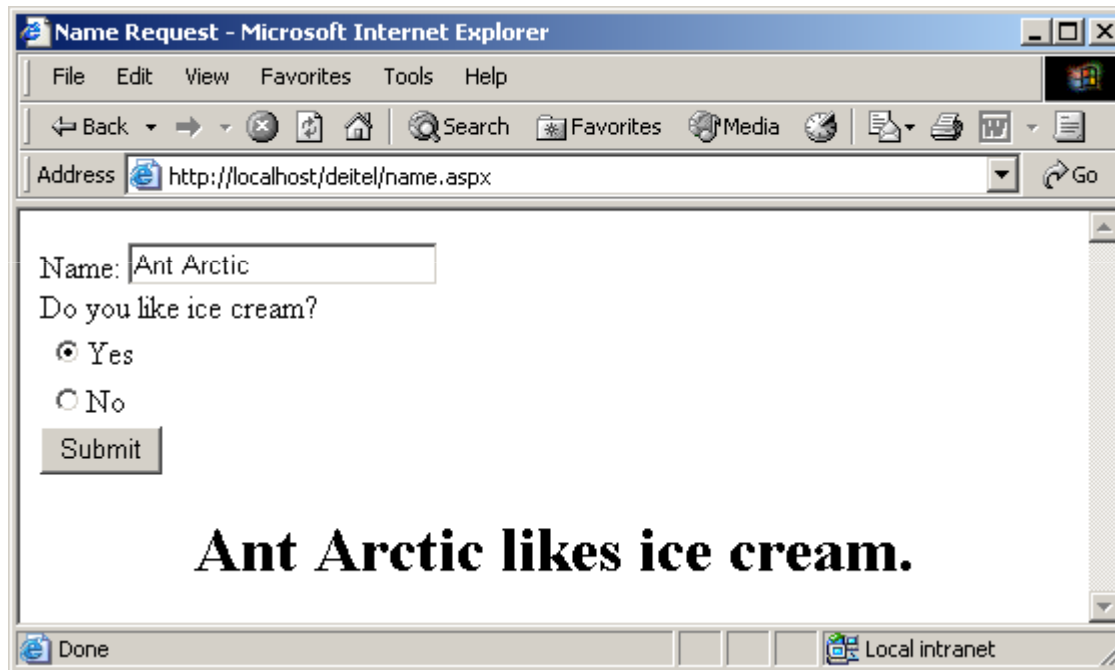 Name Request - Microsoft Internet Explorer
File Edit View Favorites Tools Help
Back Search Favorites Media
Address http://localhost/deitel/name.aspx Go
Name: Ant Arctic
Do you like ice cream?
Yes
No
Submit
Ant Arctic likes ice cream.
Done Local intranet